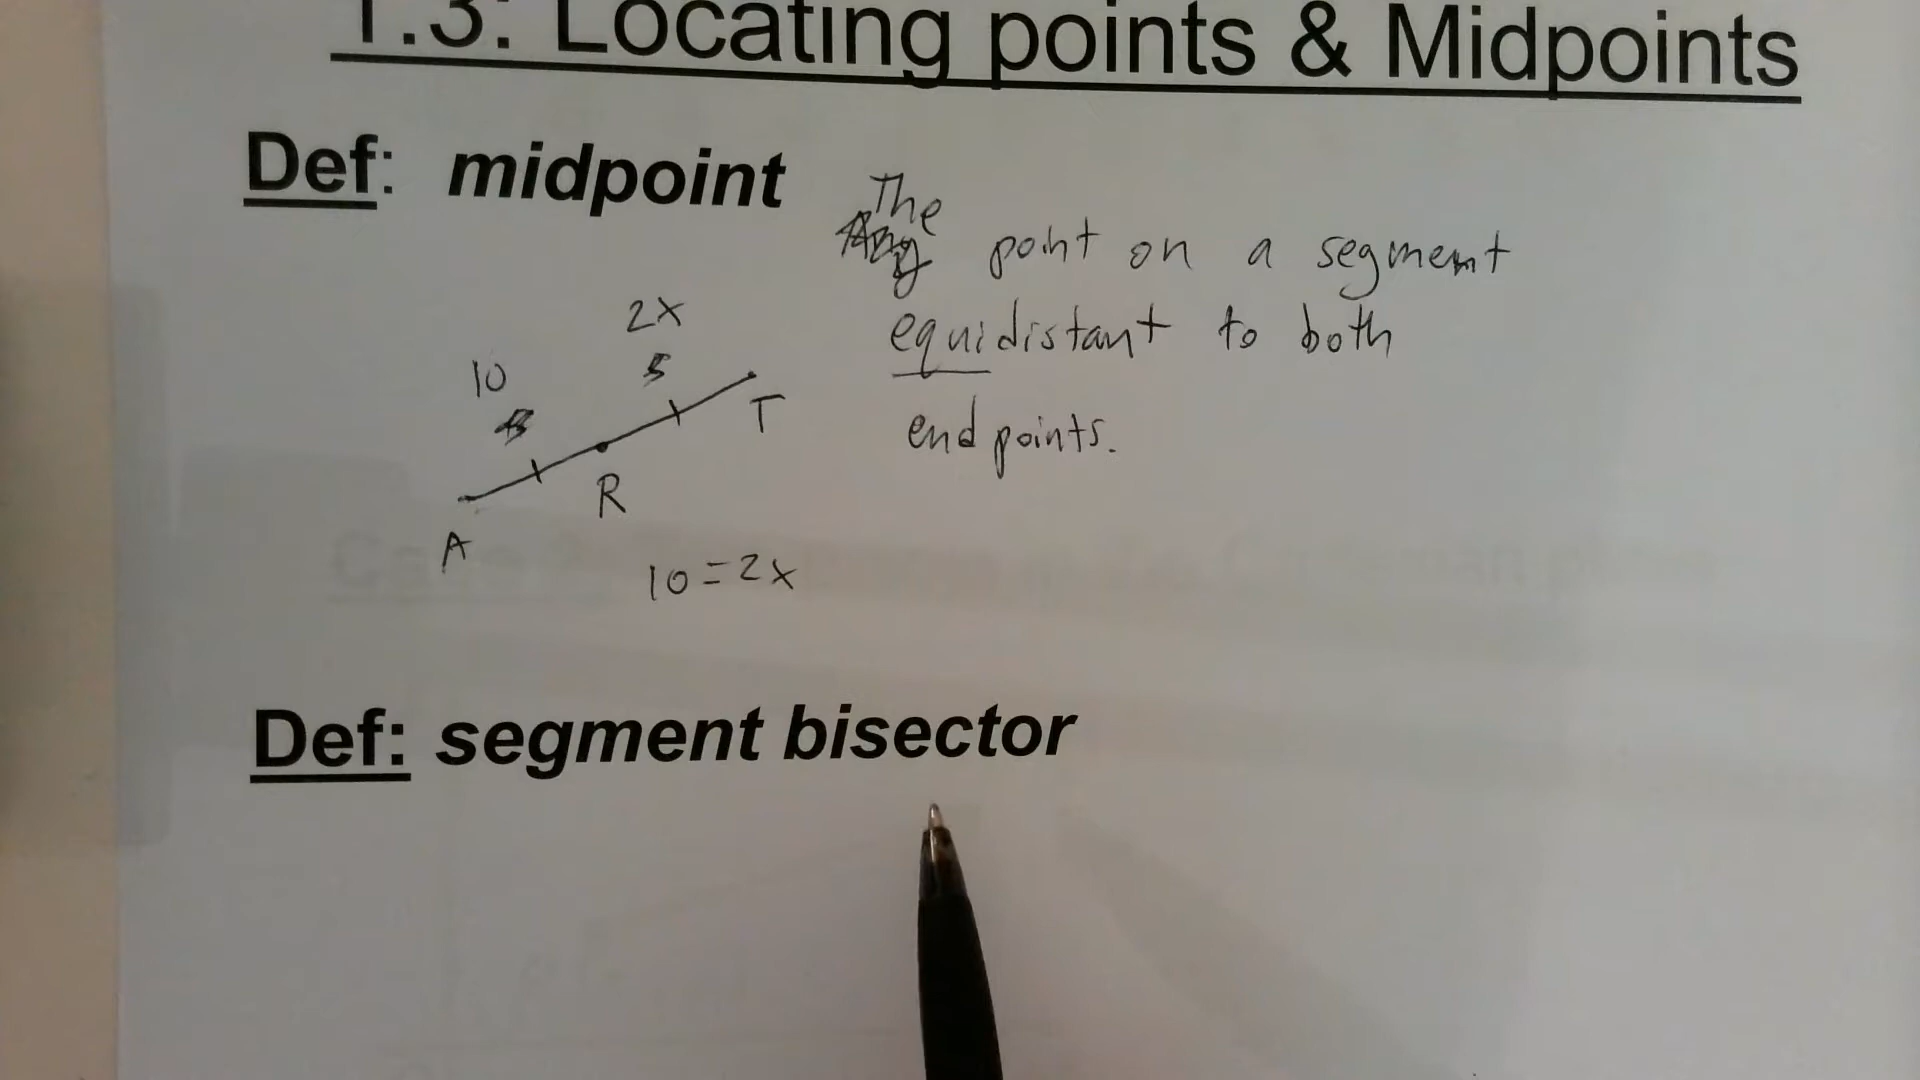 1.3: Locating points & Midpoints
Def: midpoint
The
point on a segment
equidistant to both
endpoints.
2x
10
5
T
R
A
10=2x
Def: segment bisector